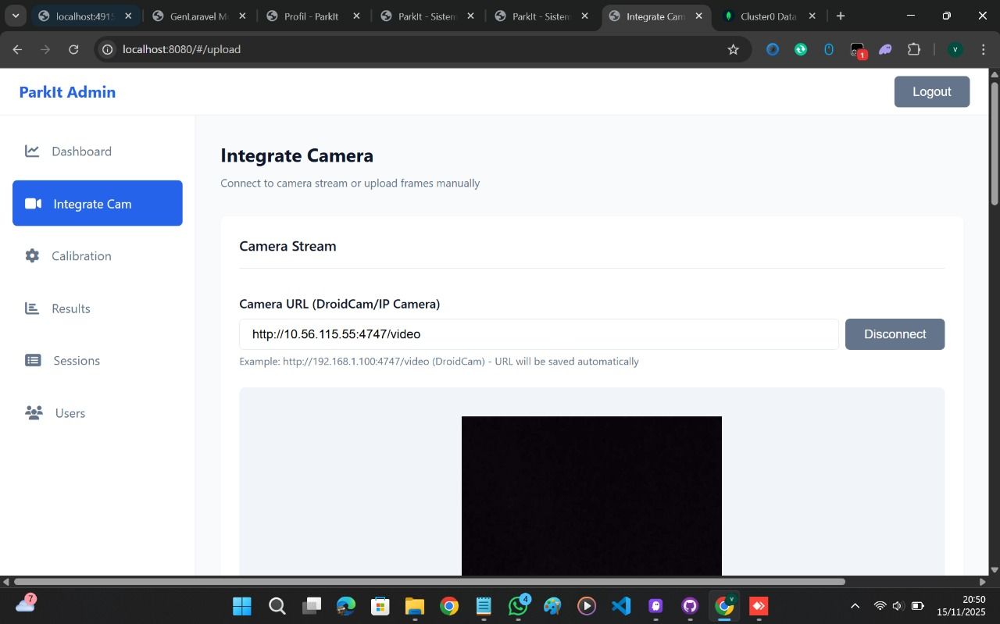 localhost:4915
GenLaravel Mo
Profil - ParkIt
ParkIt - Sistem
ParkIt - Sistem
Integrate Cam
Cluster0 Data
localhost:8080/#/upload
1
v
ParkIt Admin
Logout
Dashboard
Integrate Cam
Calibration
Results
Sessions
Users
Integrate Camera
Connect to camera stream or upload frames manually
Camera Stream
Camera URL (DroidCam/IP Camera)
http://10.56.115.55:4747/video
Disconnect
Example: http://192.168.1.100:4747/video (DroidCam) - URL will be saved automatically
7
4
v
20:50
15/11/2025